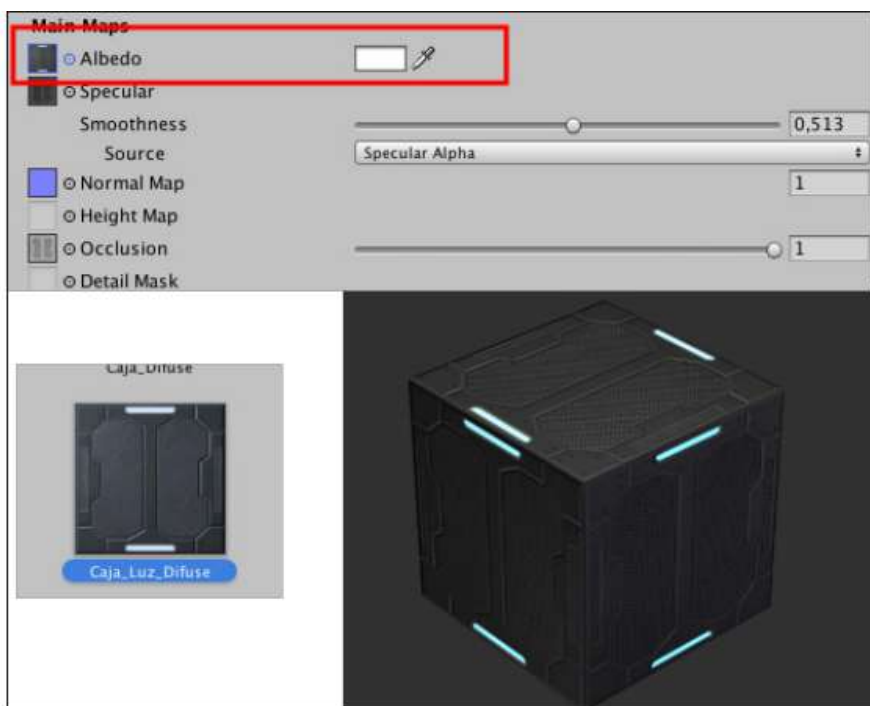 Main Maps
Albedo
Specular
Smoothness 0,513
Source Specular Alpha
Normal Map 1
Height Map
Occlusion 1
Detail Mask
Caja_Difuse
Caja_Luz_Difuse